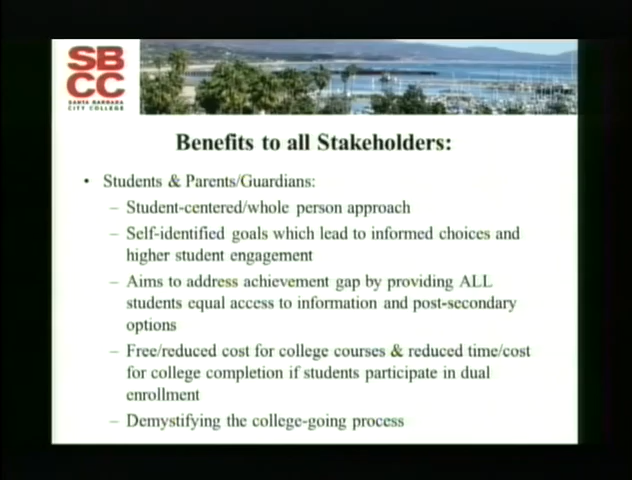 SB
CC
SANTA BARBARA
CITY COLLEGE
Benefits to all Stakeholders:
• Students & Parents/Guardians:
– Student-centered/whole person approach
– Self-identified goals which lead to informed choices and
higher student engagement
– Aims to address achievement gap by providing ALL
students equal access to information and post-secondary
options
– Free/reduced cost for college courses & reduced time/cost
for college completion if students participate in dual
enrollment
– Demystifying the college-going process